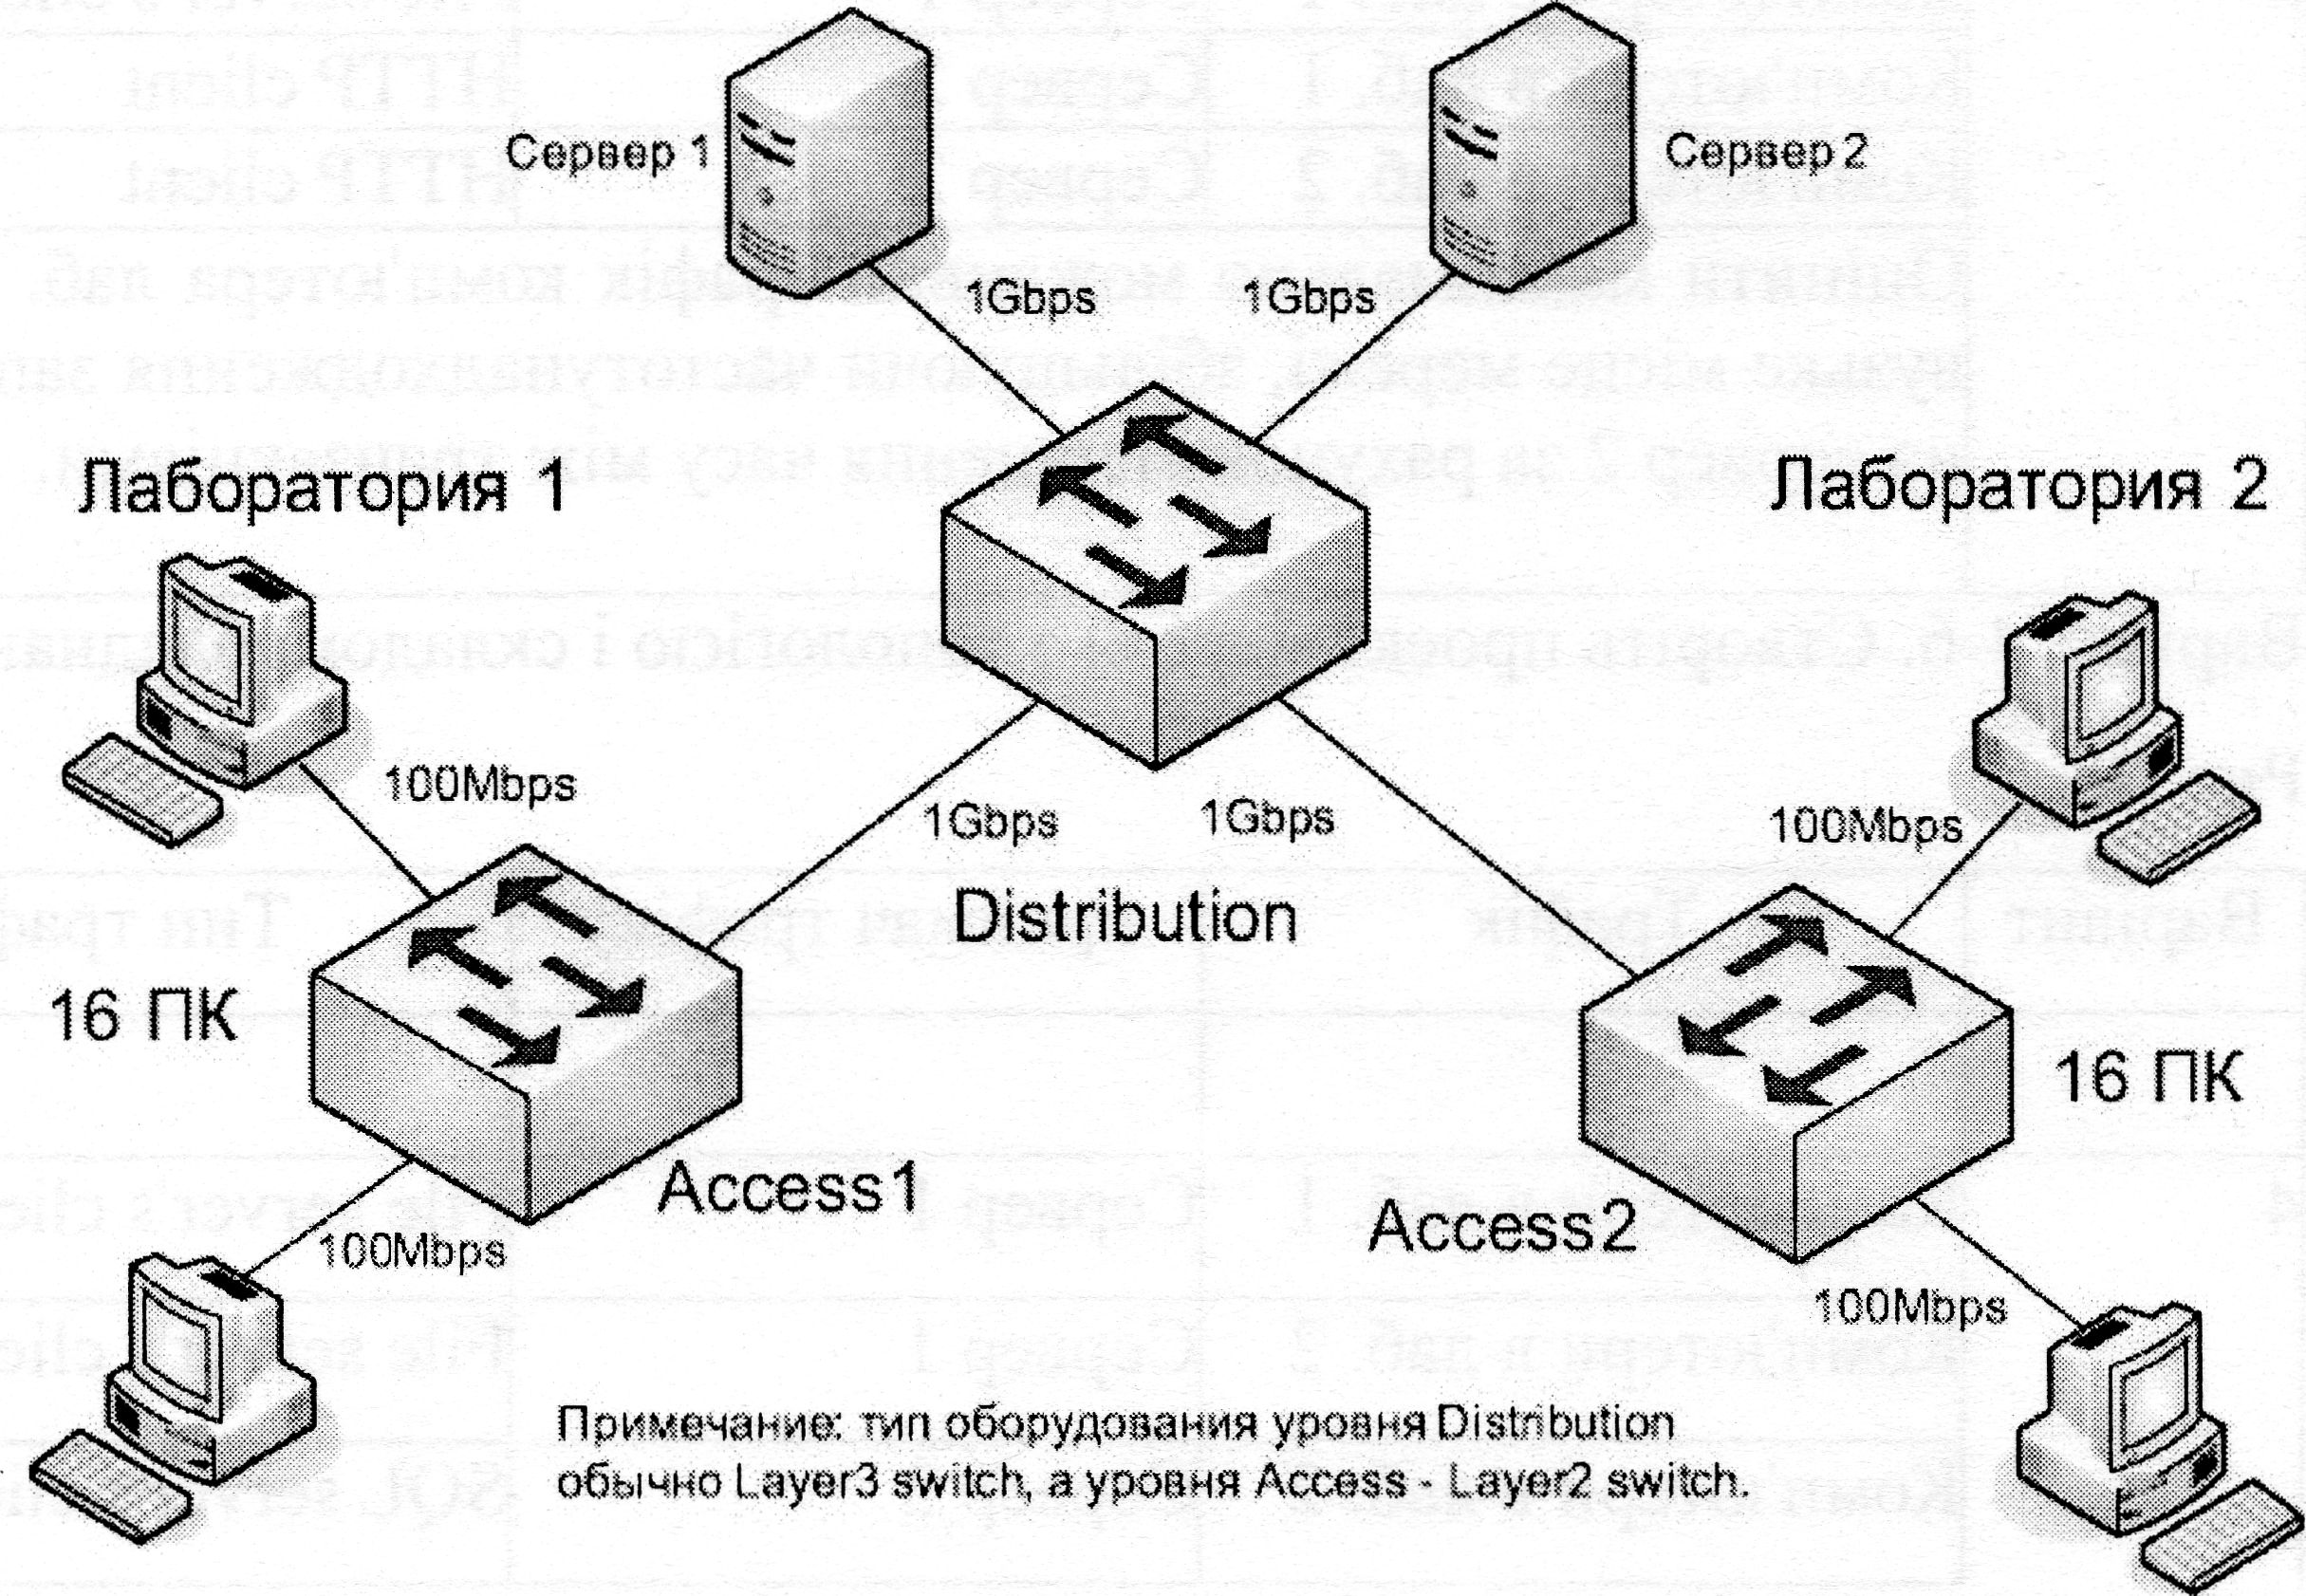 Сервер 1
Сервер 2
1Gbps
1Gbps
Лаборатория 1
Лаборатория 2
100Mbps
1Gbps
1Gbps
100Mbps
Distribution
16 ПК
16 ПК
Access1
Access2
100Mbps
100Mbps
Примечание: тип оборудования уровня Distribution
обычно Layer3 switch, а уровня Access - Layer2 switch.